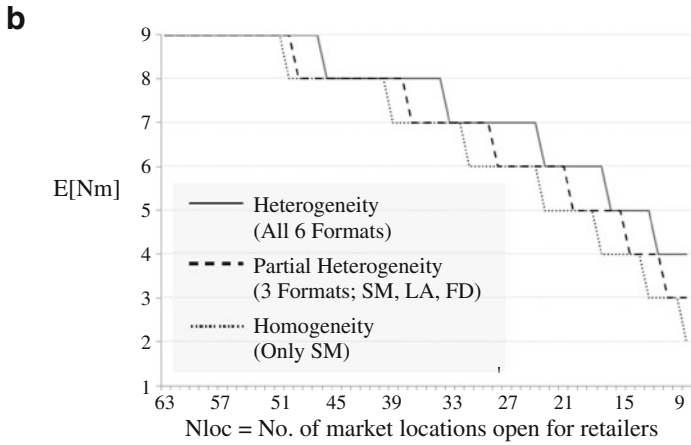 b
9
8
7
6
E[Nm]
5
4
3
2
1
Heterogeneity
(All 6 Formats)
Partial Heterogeneity
(3 Formats; SM, LA, FD)
Homogeneity
(Only SM)
63 57 51 45 39 33 27 21 15 9
Nloc = No. of market locations open for retailers